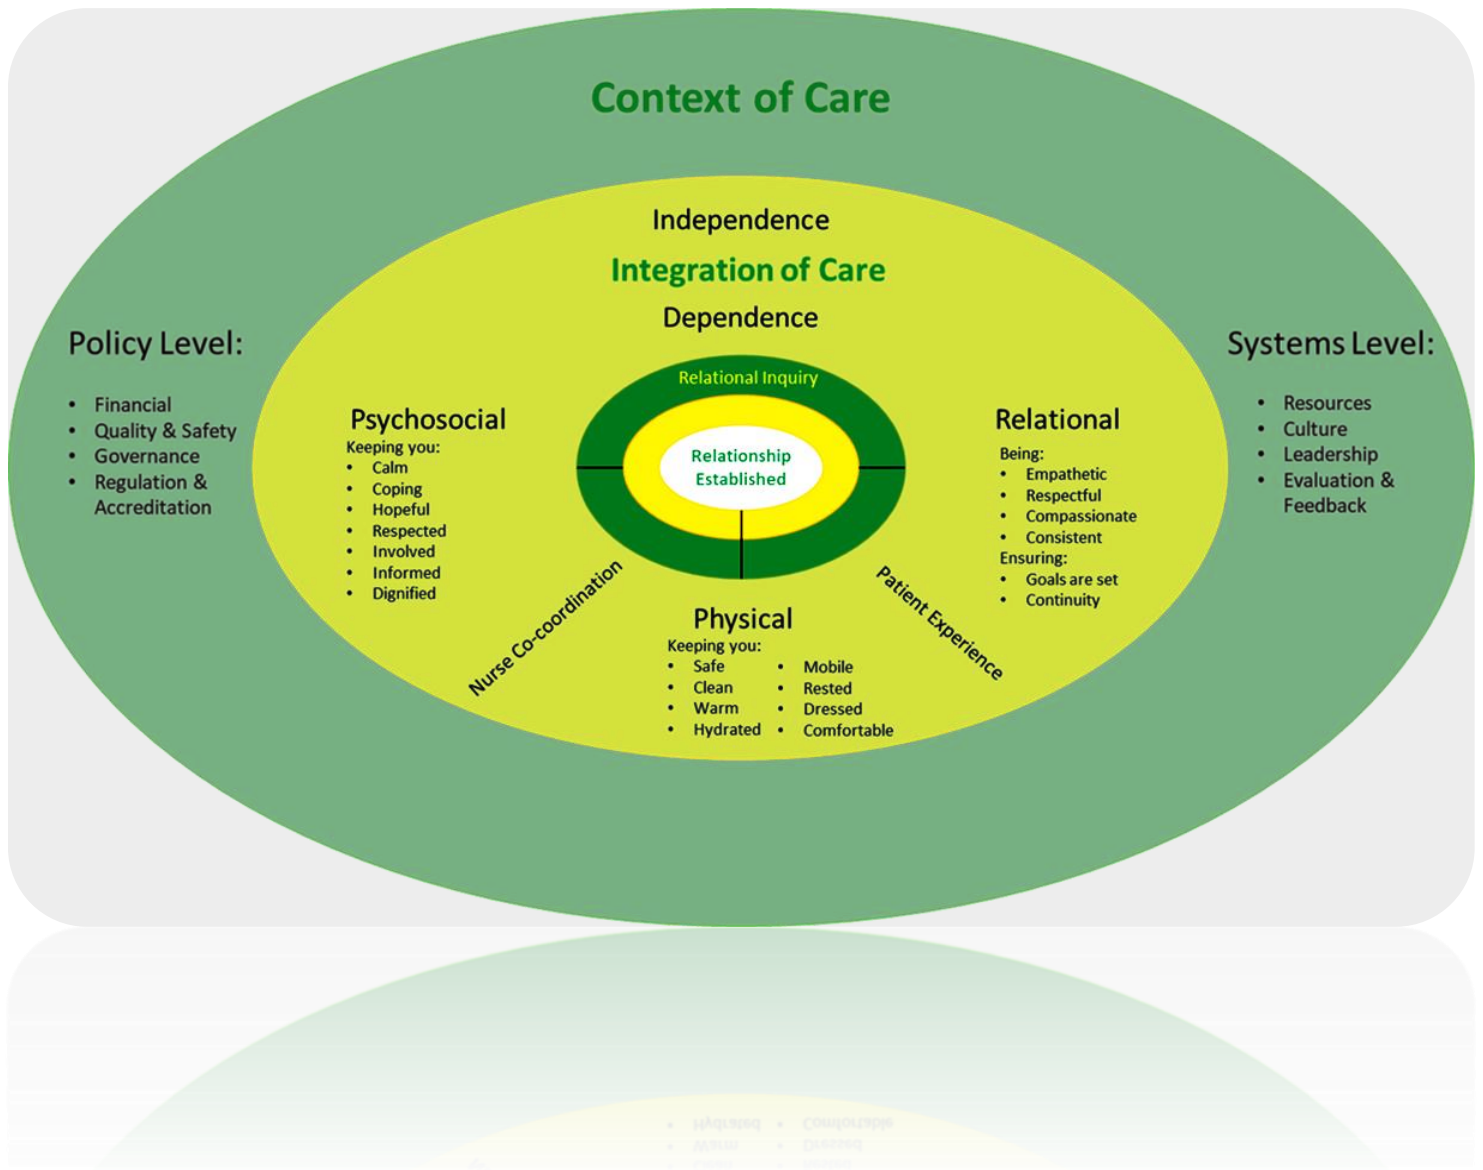 Context of Care
Independence
Integration of Care
Dependence
Policy Level:
• Financial
• Quality & Safety
• Governance
• Regulation &
Accreditation
Systems Level:
• Resources
• Culture
• Leadership
• Evaluation &
Feedback
Relational Inquiry
Relationship
Established
Psychosocial
Keeping you:
• Calm
• Coping
• Hopeful
• Respected
• Involved
• Informed
• Dignified
Relational
Being:
• Empathetic
• Respectful
• Compassionate
• Consistent
Ensuring:
• Goals are set
• Continuity
Nurse Co-coordination
Patient Experience
Physical
Keeping you:
• Safe • Mobile
• Clean • Rested
• Warm • Dressed
• Hydrated • Comfortable